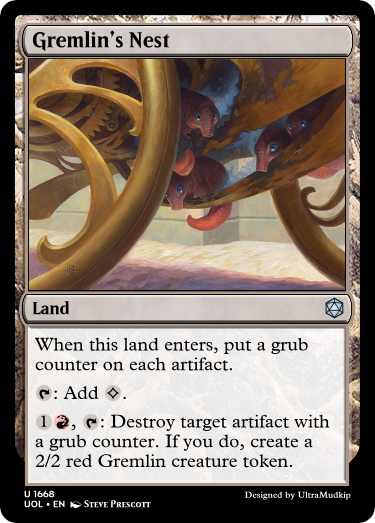 Gremlin's Nest
Land
When this land enters, put a grub
counter on each artifact.
: Add .
1 , : Destroy target artifact with
a grub counter. If you do, create a
2/2 red Gremlin creature token.
U 1668
UOL • EN Steve Prescott
Designed by UltraMudkip